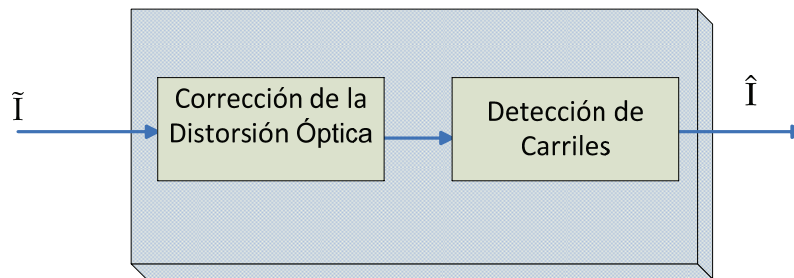 Ĩ
Corrección de la
Distorsión Óptica
Detección de
Carriles
Î